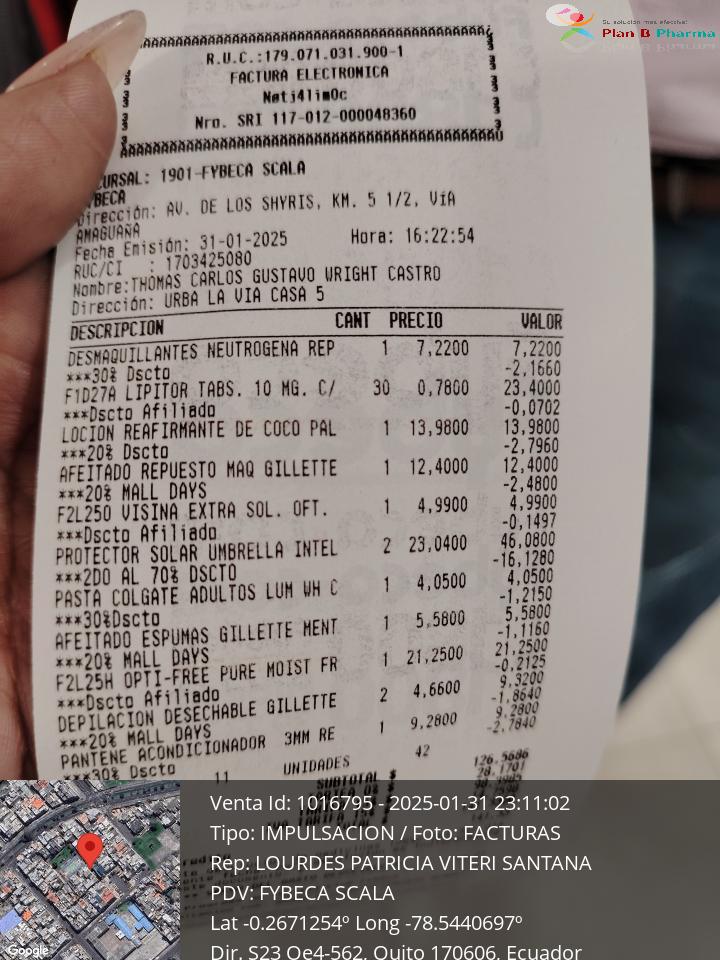 Su solución más efectiva!
Plan B Pharma
R.U.C.:179.071.031.900-1
FACTURA ELECTRONICA
Nøtj4lim0c
Nro. SRI 117-012-000048360
URSAL: 1901-FYBECA SCALA
BECA
Dirección: AV. DE LOS SHYRIS, KM. 5 1/2, VíA
AMAGUAÑA
Fecha Emisión: 31-01-2025 Hora: 16:22:54
RUC/CI : 1703425080
Nombre:THOMAS CARLOS GUSTAVO WRIGHT CASTRO
Dirección: URBA LA VIA CASA 5
DESCRIPCION CANT PRECIO VALOR
DESMAQUILLANTES NEUTROGENA REP 1 7,2200 7,2200
***30% Dscto -2,1660
F1D27A LIPITOR TABS. 10 MG. C/ 30 0,7800 23,4000
***Dscto Afiliado -0,0702
LOCION REAFIRMANTE DE COCO PAL 1 13,9800 13,9800
***20% Dscto -2,7960
AFEITADO REPUESTO MAQ GILLETTE 1 12,4000 12,4000
***20% MALL DAYS -2,4800
F2L250 VISINA EXTRA SOL. OFT. 1 4,9900 4,9900
***Dscto Afiliado -0,1497
PROTECTOR SOLAR UMBRELLA INTEL 2 23,0400 46,0800
***2DO AL 70% DSCTO -16,1280
PASTA COLGATE ADULTOS LUM WH C 1 4,0500 4,0500
***30%Dscto -1,2150
AFEITADO ESPUMAS GILLETTE MENT 1 5,5800 5,5800
***20% MALL DAYS -1,1160
F2L25H OPTI-FREE PURE MOIST FR 1 21,2500 21,2500
***Dscto Afiliado -0,2125
DEPILACION DESECHABLE GILLETTE 2 4,6600 9,3200
***20% MALL DAYS -1,8640
PANTENE ACONDICIONADOR 3MM RE 1 9,2800 9,2800
***30% Dscto -2,7840
11 UNIDADES 42
SUBTOTAL 126.5686
Venta Id: 1016795 - 2025-01-31 23:11:02
Tipo: IMPULSACION / Foto: FACTURAS
Rep: LOURDES PATRICIA VITERI SANTANA
PDV: FYBECA SCALA
Lat -0.2671254º Long -78.5440697º
Dir. S23 Oe4-562, Quito 170606, Ecuador
Google